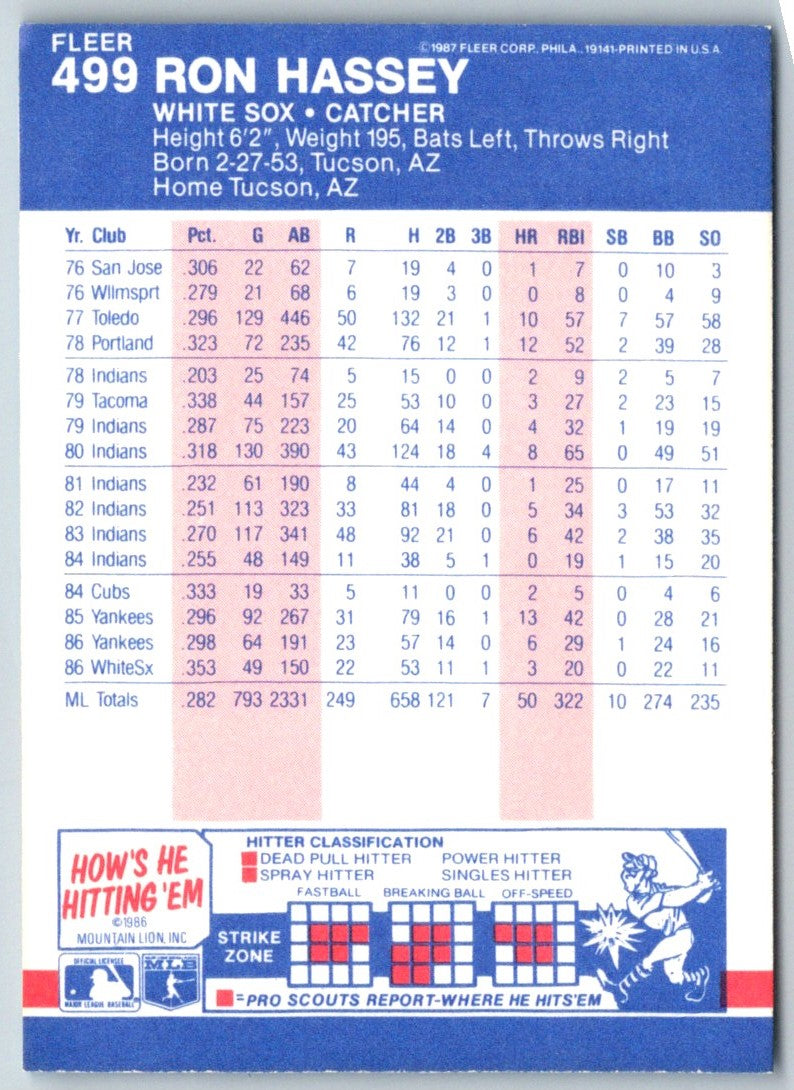 FLEER
©1987 FLEER CORP. PHILA.. 19141-PRINTED IN U.S.A.
499 RON HASSEY
WHITE SOX • CATCHER
Height 6'2", Weight 195, Bats Left, Throws Right
Born 2-27-53, Tucson, AZ
Home Tucson, AZ
Yr. Club Pct. G AB R H 2B 3B HR RBI SB BB SO
76 San Jose .306 22 62 7 19 4 0 1 7 0 10 3
76 Wllmsprt .279 21 68 6 19 3 0 0 8 0 4 9
77 Toledo .296 129 446 50 132 21 1 10 57 7 57 58
78 Portland .323 72 235 42 76 12 1 12 52 2 39 28
78 Indians .203 25 74 5 15 0 0 2 9 2 5 7
79 Tacoma .338 44 157 25 53 10 0 3 27 2 23 15
79 Indians .287 75 223 20 64 14 0 4 32 1 19 19
80 Indians .318 130 390 43 124 18 4 8 65 0 49 51
81 Indians .232 61 190 8 44 4 0 1 25 0 17 11
82 Indians .251 113 323 33 81 18 0 5 34 3 53 32
83 Indians .270 117 341 48 92 21 0 6 42 2 38 35
84 Indians .255 48 149 11 38 5 1 0 19 1 15 20
84 Cubs .333 19 33 5 11 0 0 2 5 0 4 6
85 Yankees .296 92 267 31 79 16 1 13 42 0 28 21
86 Yankees .298 64 191 23 57 14 0 6 29 1 24 16
86 WhiteSx .353 49 150 22 53 11 1 3 20 0 22 11
ML Totals .282 793 2331 249 658 121 7 50 322 10 274 235
HOW'S HE
HITTING 'EM
©1986
MOUNTAIN LION, INC
HITTER CLASSIFICATION
DEAD PULL HITTER POWER HITTER
SPRAY HITTER SINGLES HITTER
FASTBALL BREAKING BALL OFF-SPEED
STRIKE
ZONE
OFFICIAL LICENSEE
MAJOR LEAGUE BASEBALL
MLB
=PRO SCOUTS REPORT-WHERE HE HITS'EM